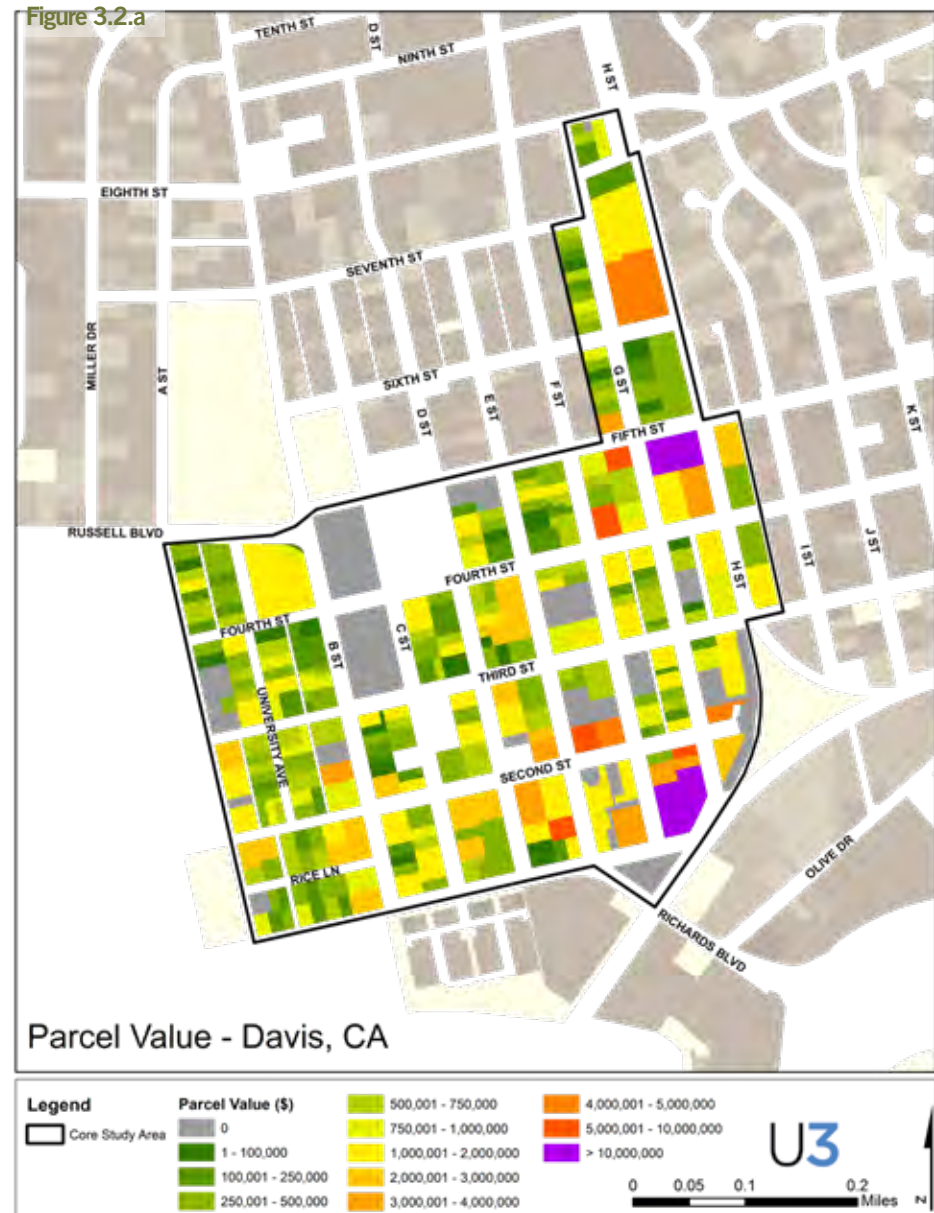 Figure 3.2.a
TENTH ST
D ST
NINTH ST
H ST
EIGHTH ST
SEVENTH ST
MILLER DR
A ST
SIXTH ST
D ST
E ST
F ST
G ST
K ST
FIFTH ST
RUSSELL BLVD
I ST
J ST
H ST
FOURTH ST
FOURTH ST
B ST
C ST
THIRD ST
UNIVERSITY AVE
SECOND ST
RICE LN
OLIVE DR
RICHARDS BLVD
Parcel Value - Davis, CA
Legend
Core Study Area
Parcel Value ($)
0
1 - 100,000
100,001 - 250,000
250,001 - 500,000
500,001 - 750,000
750,001 - 1,000,000
1,000,001 - 2,000,000
2,000,001 - 3,000,000
3,000,001 - 4,000,000
4,000,001 - 5,000,000
5,000,001 - 10,000,000
> 10,000,000
U3
0 0.05 0.1 0.2
Miles
N